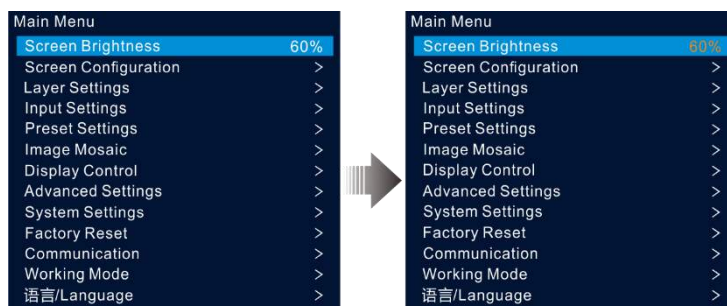 Main Menu
Screen Brightness 60%
Screen Configuration >
Layer Settings >
Input Settings >
Preset Settings >
Image Mosaic >
Display Control >
Advanced Settings >
System Settings >
Factory Reset >
Communication >
Working Mode >
语言/Language >
Main Menu
Screen Brightness 60%
Screen Configuration >
Layer Settings >
Input Settings >
Preset Settings >
Image Mosaic >
Display Control >
Advanced Settings >
System Settings >
Factory Reset >
Communication >
Working Mode >
语言/Language >